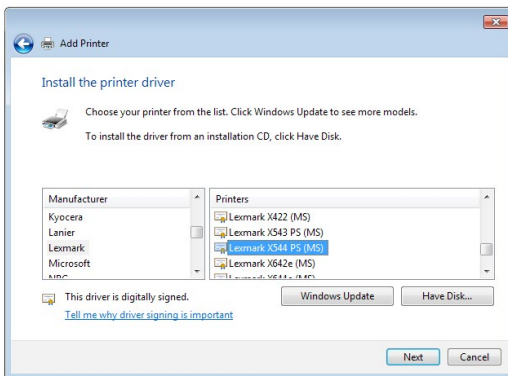 Add Printer
Install the printer driver
Choose your printer from the list. Click Windows Update to see more models.
To install the driver from an installation CD, click Have Disk.
Manufacturer
Kyocera
Lanier
Lexmark
Microsoft
Printers
Lexmark X422 (MS)
Lexmark X543 PS (MS)
Lexmark X544 PS (MS)
Lexmark X642e (MS)
This driver is digitally signed.
Tell me why driver signing is important
Windows Update
Have Disk...
Next
Cancel